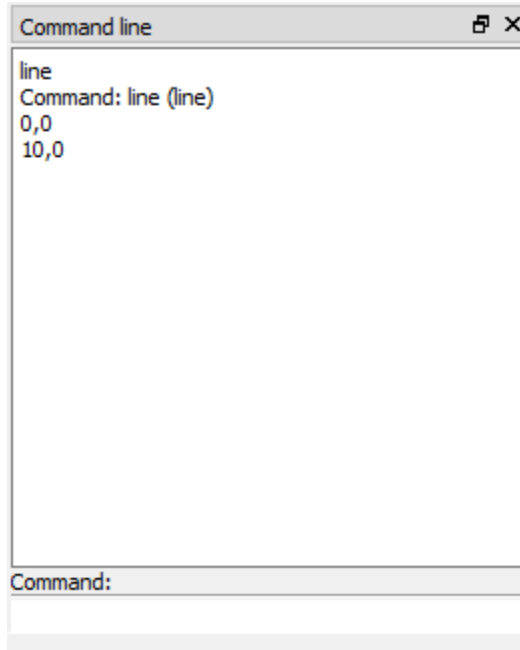 Command line
line
Command: line (line)
0,0
10,0
Command: